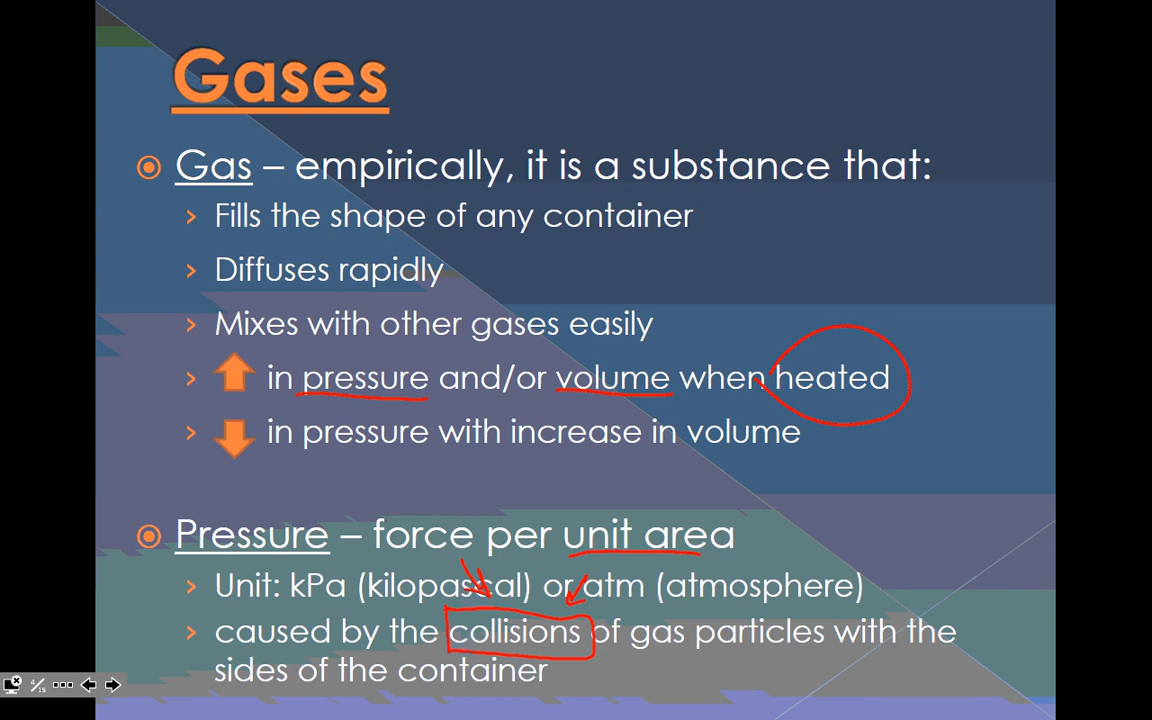 Gases
Gas – empirically, it is a substance that:
Fills the shape of any container
Diffuses rapidly
Mixes with other gases easily
in pressure and/or volume when heated
in pressure with increase in volume
Pressure – force per unit area
Unit: kPa (kilopascal) or atm (atmosphere)
caused by the collisions of gas particles with the
sides of the container
4/15